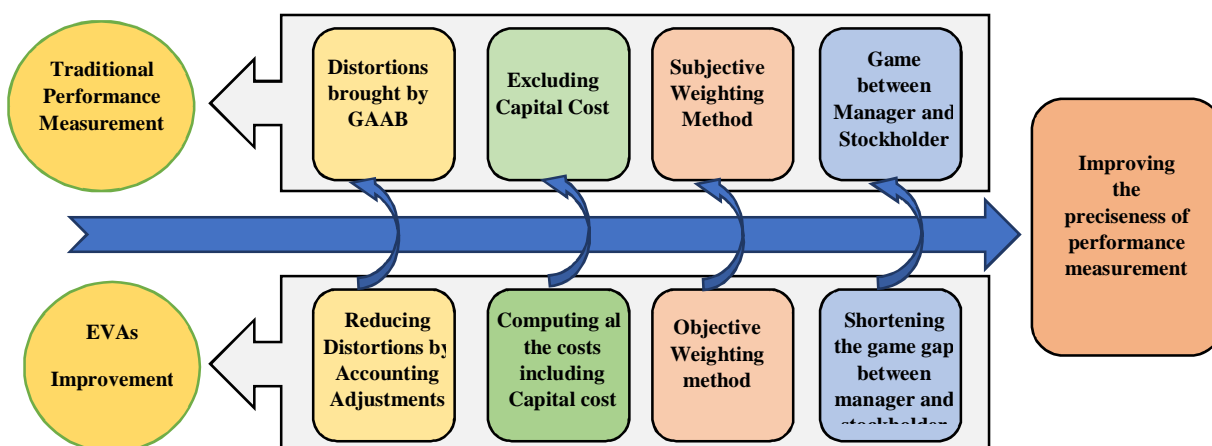 Traditional
Performance
Measurement
Distortions
brought by
GAAB
Excluding
Capital Cost
Subjective
Weighting
Method
Game
between
Manager and
Stockholder
Improving
the
preciseness of
performance
measurement
EVAs
Improvement
Reducing
Distortions by
Accounting
Adjustments
Computing al
the costs
including
Capital cost
Objective
Weighting
method
Shortening
the game gap
between
manager and
stockholder